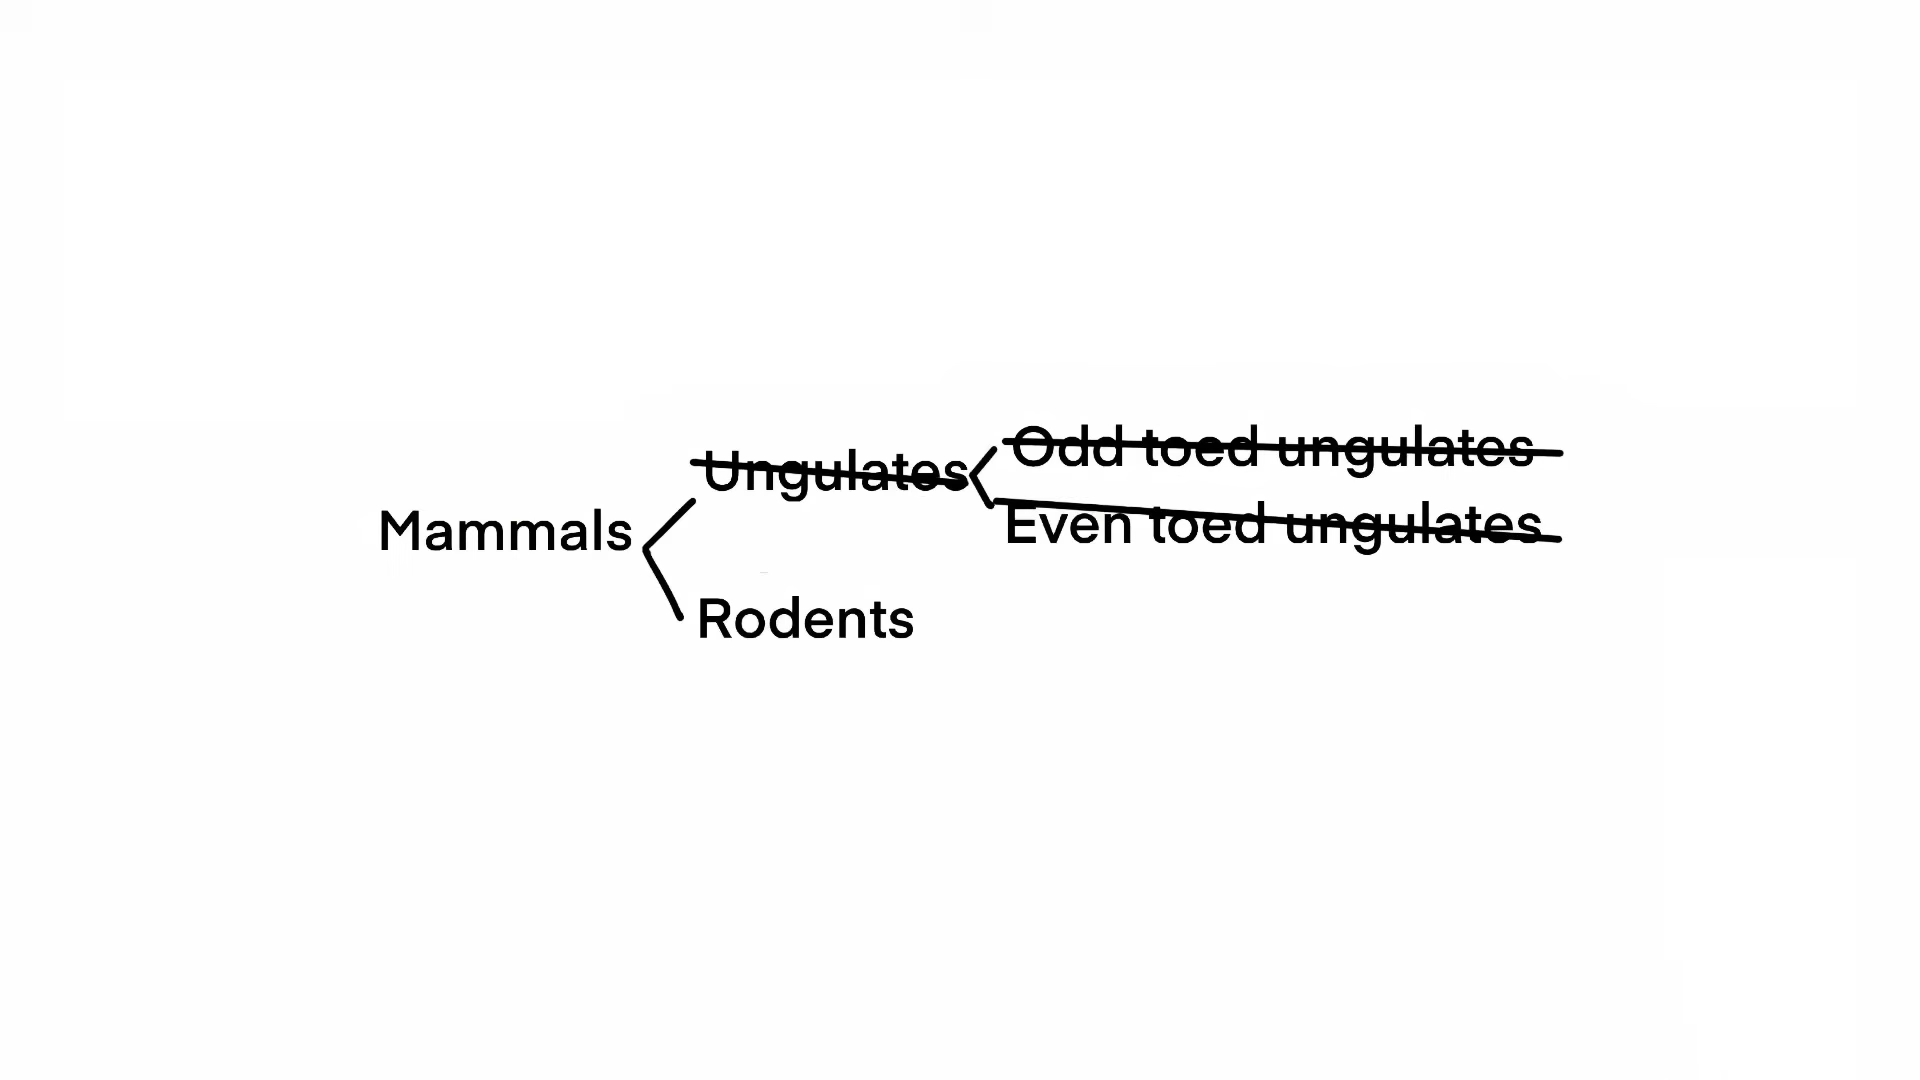 Odd toed ungulates
Ungulates
Even toed ungulates
Mammals
Rodents